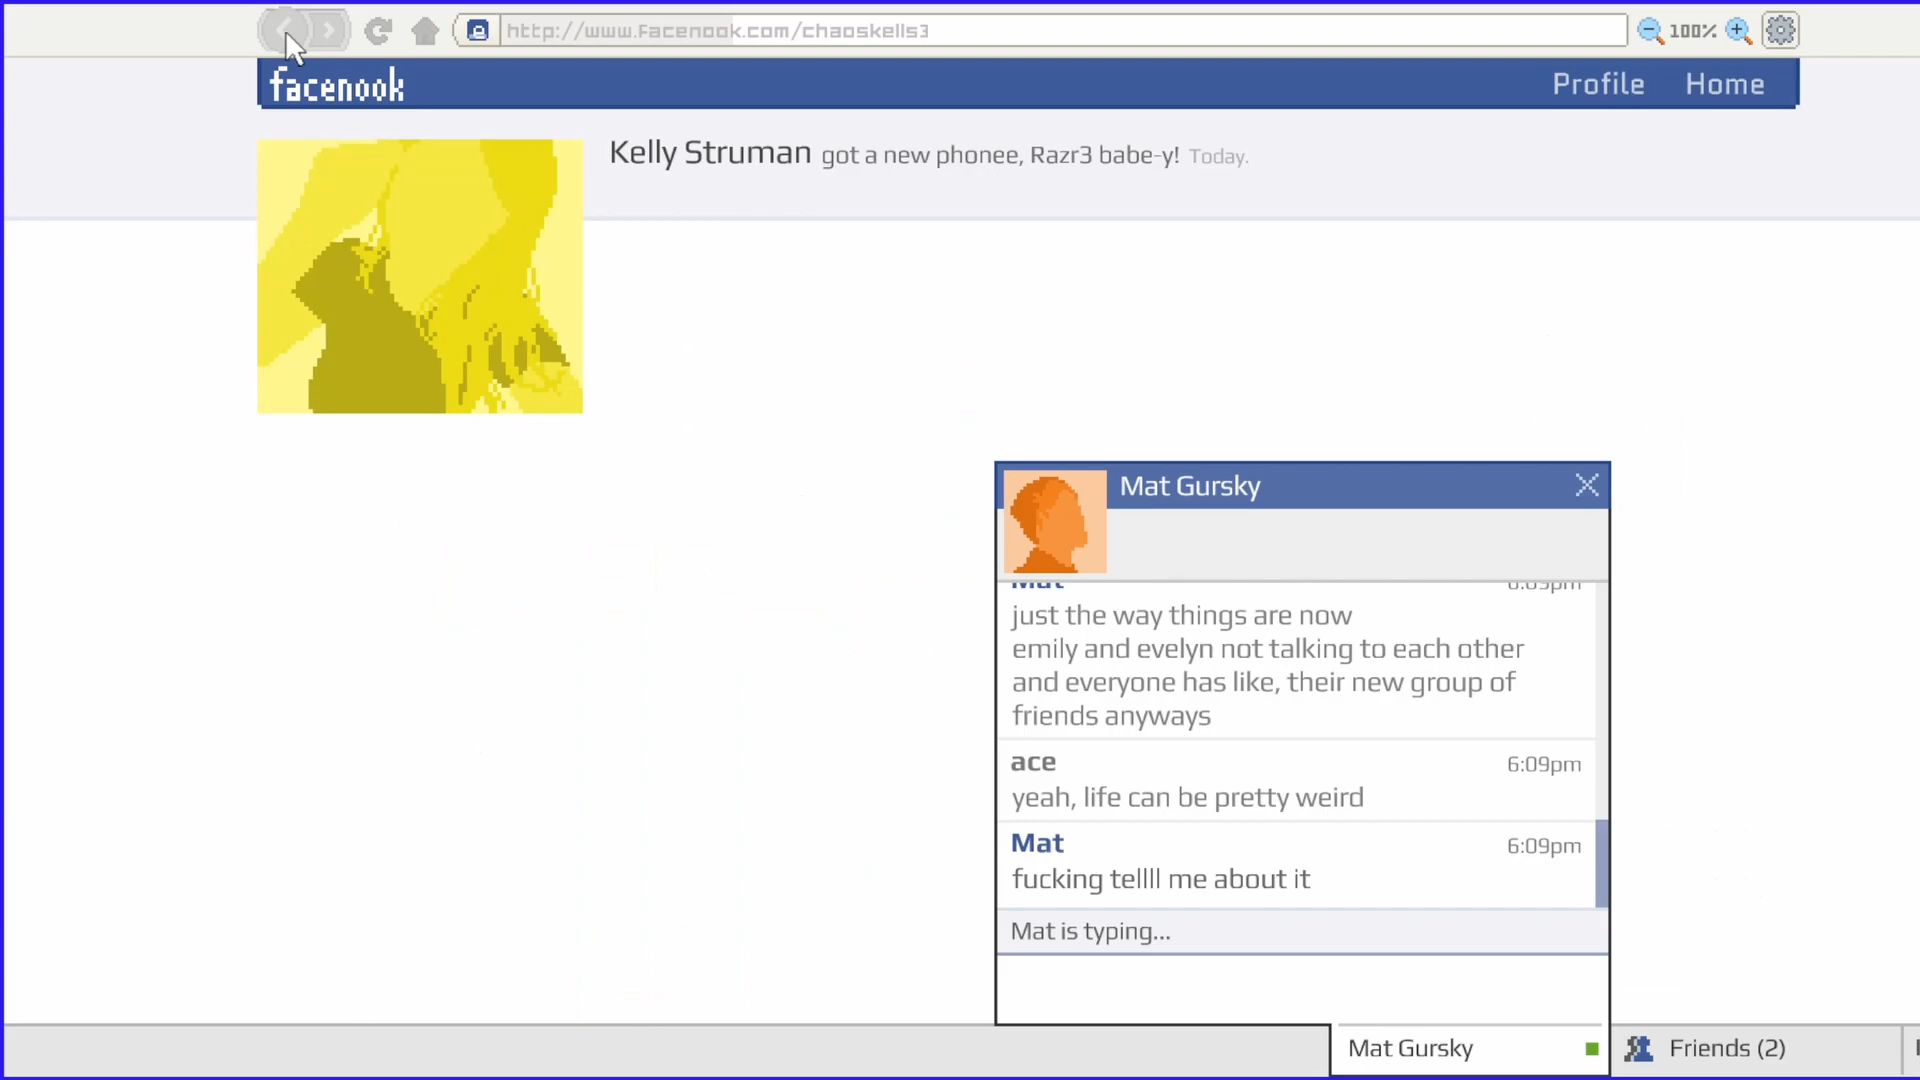 http://www.facenook.com/chaoskells3
100%
facenook
Profile
Home
Kelly Struman got a new phonee, Razr3 babe-y! Today.
Mat Gursky
Mat
just the way things are now
emily and evelyn not talking to each other
and everyone has like, their new group of
friends anyways
ace 6:09pm
yeah, life can be pretty weird
Mat 6:09pm
fucking tellll me about it
Mat is typing...
Mat Gursky
Friends (2)